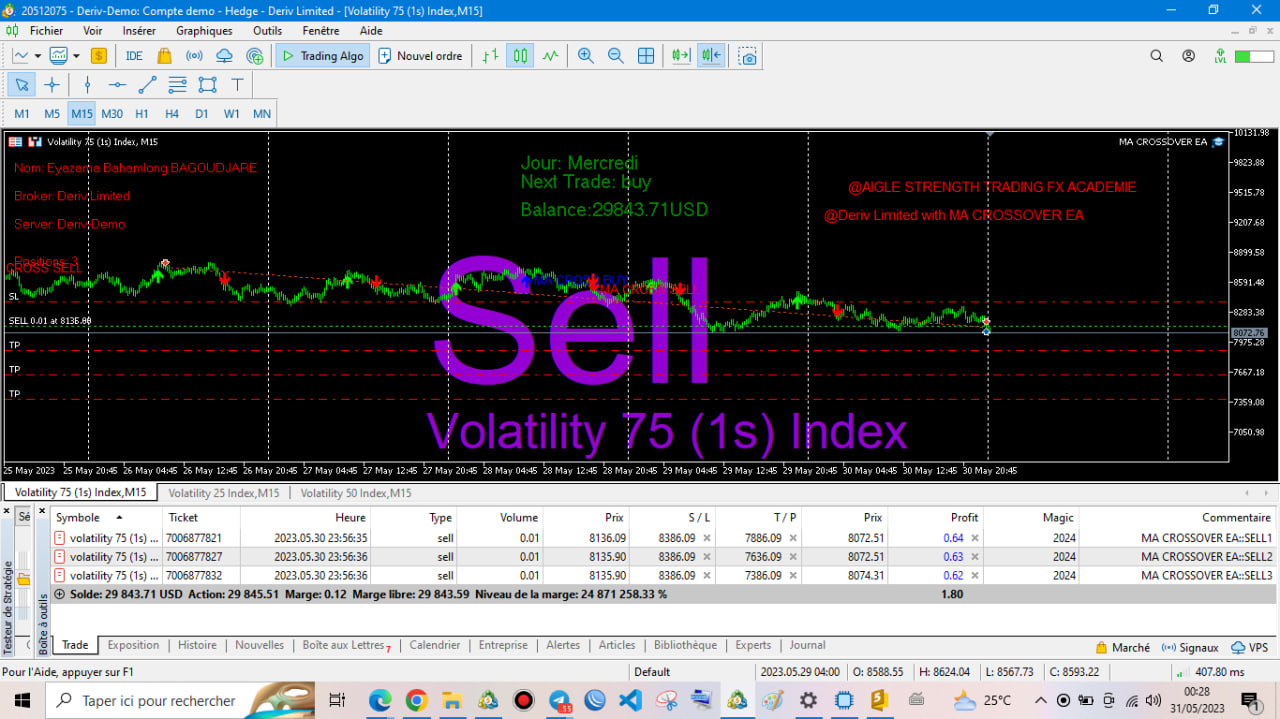 20512075 - Deriv-Demo: Compte demo - Hedge - Deriv Limited - [Volatility 75 (1s) Index,M15]
Fichier Voir Insérer Graphiques Outils Fenêtre Aide
IDE Trading Algo Nouvel ordre LVL
M1 M5 M15 M30 H1 H4 D1 W1 MN
Volatility 75 (1s) Index, M15
MA CROSSOVER EA
Nom: Eyazama Bahamlong BAGOUDJARE
Broker: Deriv Limited
Server: Deriv-Demo
Positions: 3
CROSS SELL
Jour: Mercredi
Next Trade: buy
Balance:29843.71USD
@AIGLE STRENGTH TRADING FX ACADEMIE
@Deriv Limited with MA CROSSOVER EA
MA CROSS BUY
MA CROSS SELL
SL
SELL 0.01 at 8135.90
TP
TP
TP
Sell
Volatility 75 (1s) Index
10131.98
9823.88
9515.78
9207.68
8899.58
8591.48
8283.38
8072.76
7975.28
7667.18
7359.08
7050.98
25 May 2023 25 May 20:45 26 May 04:45 26 May 12:45 26 May 20:45 27 May 04:45 27 May 12:45 27 May 20:45 28 May 04:45 28 May 12:45 28 May 20:45 29 May 04:45 29 May 12:45 29 May 20:45 30 May 04:45 30 May 12:45 30 May 20:45
Volatility 75 (1s) Index,M15 Volatility 25 Index,M15 Volatility 50 Index,M15
Sé
Testeur de Stratégie
Boîte à outils
Symbole Ticket Heure Type Volume Prix S / L T / P Prix Profit Magic Commentaire
volatility 75 (1s) ... 7006877821 2023.05.30 23:56:35 sell 0.01 8136.09 8386.09 7886.09 8072.51 0.64 2024 MA CROSSOVER EA::SELL1
volatility 75 (1s) ... 7006877827 2023.05.30 23:56:36 sell 0.01 8135.90 8386.09 7636.09 8072.51 0.63 2024 MA CROSSOVER EA::SELL2
volatility 75 (1s) ... 7006877832 2023.05.30 23:56:36 sell 0.01 8135.90 8386.09 7386.09 8074.31 0.62 2024 MA CROSSOVER EA::SELL3
Solde: 29 843.71 USD Action: 29 845.51 Marge: 0.12 Marge libre: 29 843.59 Niveau de la marge: 24 871 258.33 % 1.80
Trade Exposition Historique Nouvelles Boîte aux Lettres 7 Calendrier Entreprise Alertes Articles Bibliothèque Experts Journal Marché Signaux VPS
Pour l'Aide, appuyer sur F1 Default 2023.05.29 04:00 O: 8588.55 H: 8624.04 L: 8567.73 C: 8593.22 407.80 ms
Taper ici pour rechercher 55 25°C 00:28
31/05/2023 1